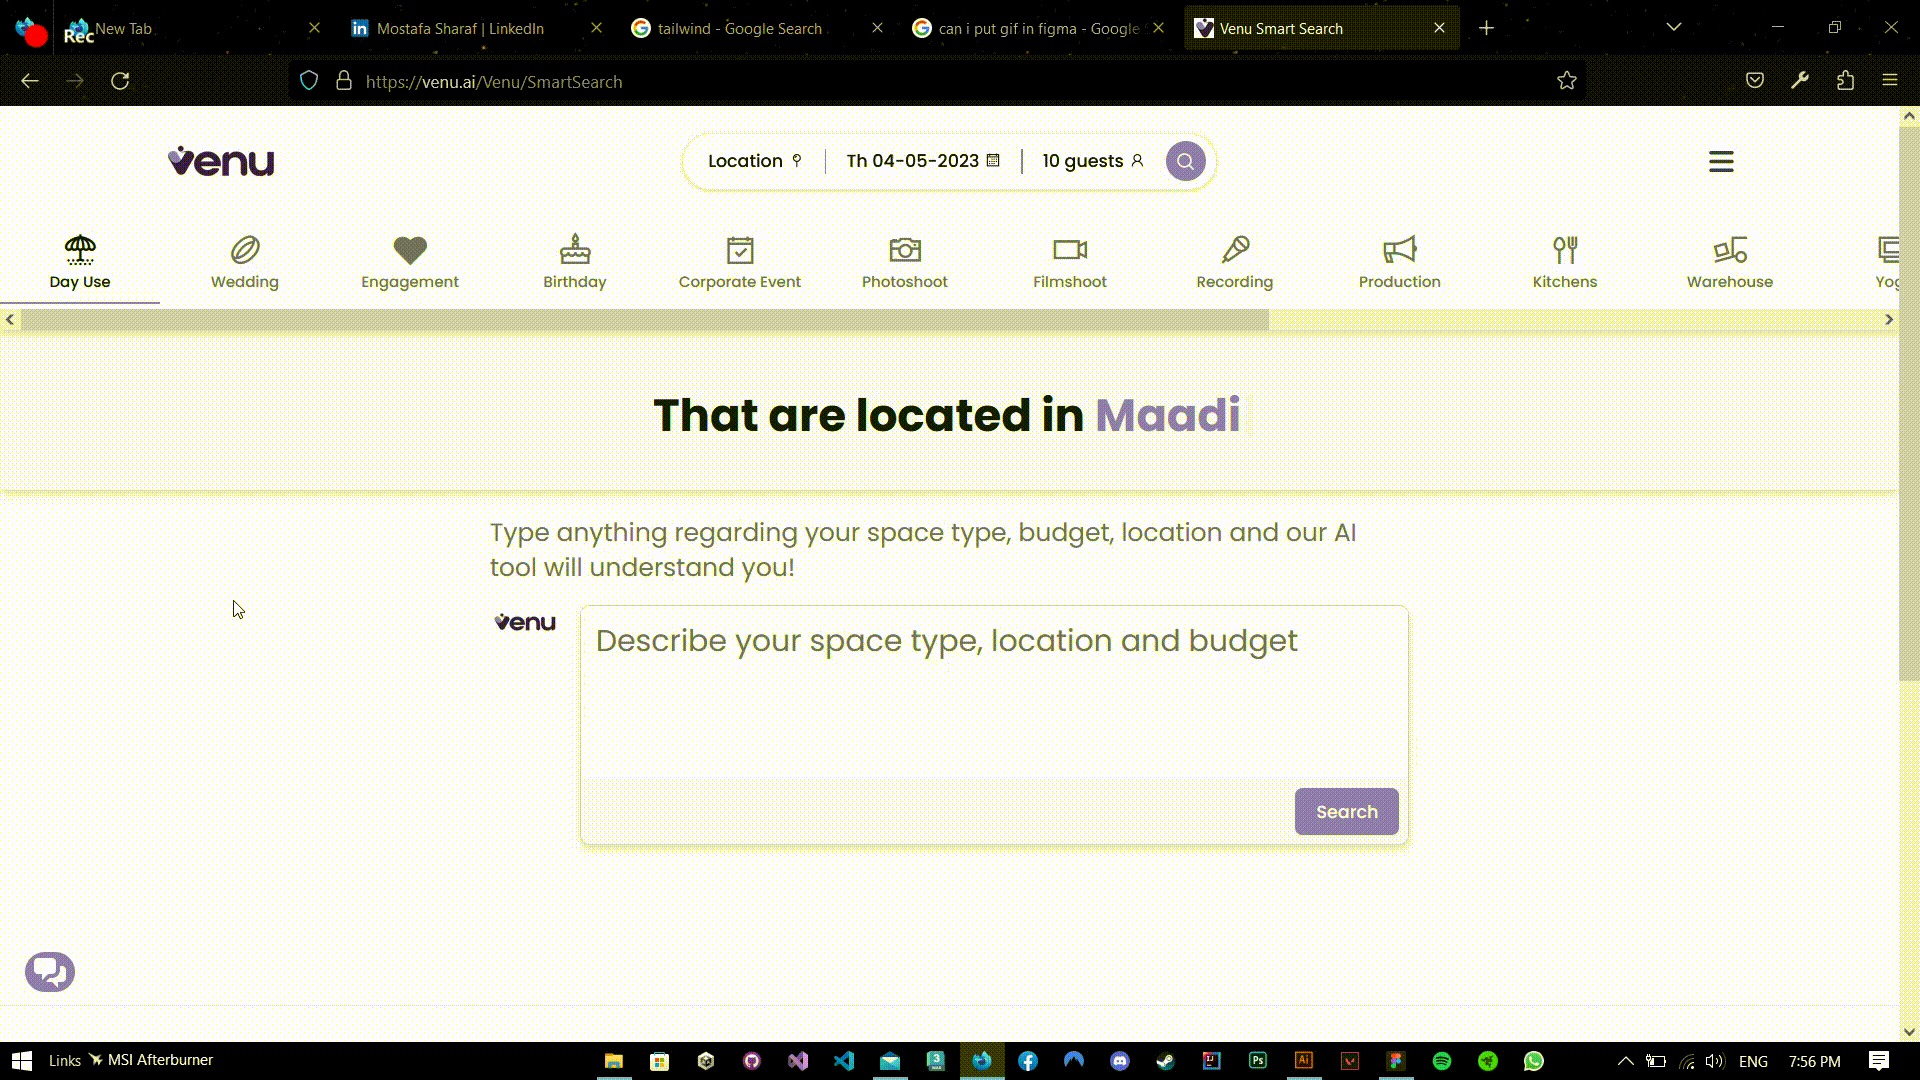 Rec New Tab
Mostafa Sharaf | LinkedIn
tailwind - Google Search
can i put gif in figma - Google
Venu Smart Search
https://venu.ai/Venu/SmartSearch
venu
Location
Th 04-05-2023
10 guests
Day Use
Wedding
Engagement
Birthday
Corporate Event
Photoshoot
Filmshoot
Recording
Production
Kitchens
Warehouse
Yog
That are located in Maadi
Type anything regarding your space type, budget, location and our AI
tool will understand you!
venu
Describe your space type, location and budget
Search
Links
MSI Afterburner
3
Ps
Ai
ENG
7:56 PM